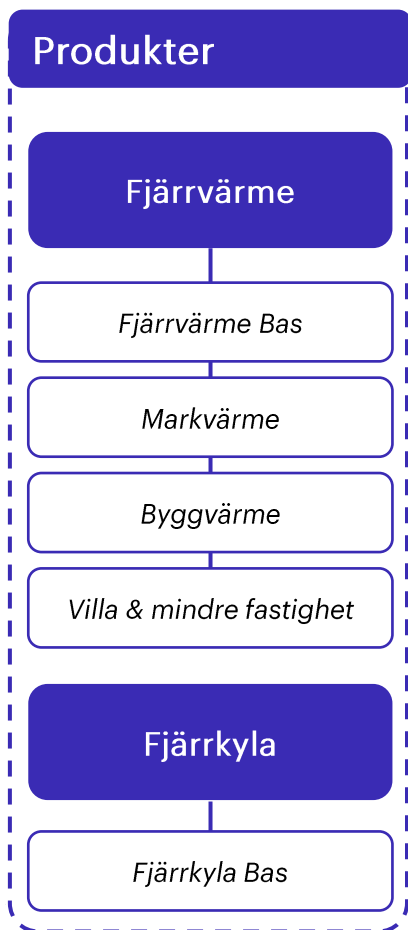 Produkter
Fjärrvärme
Fjärrvärme Bas
Markvärme
Byggvärme
Villa & mindre fastighet
Fjärrkyla
Fjärrkyla Bas